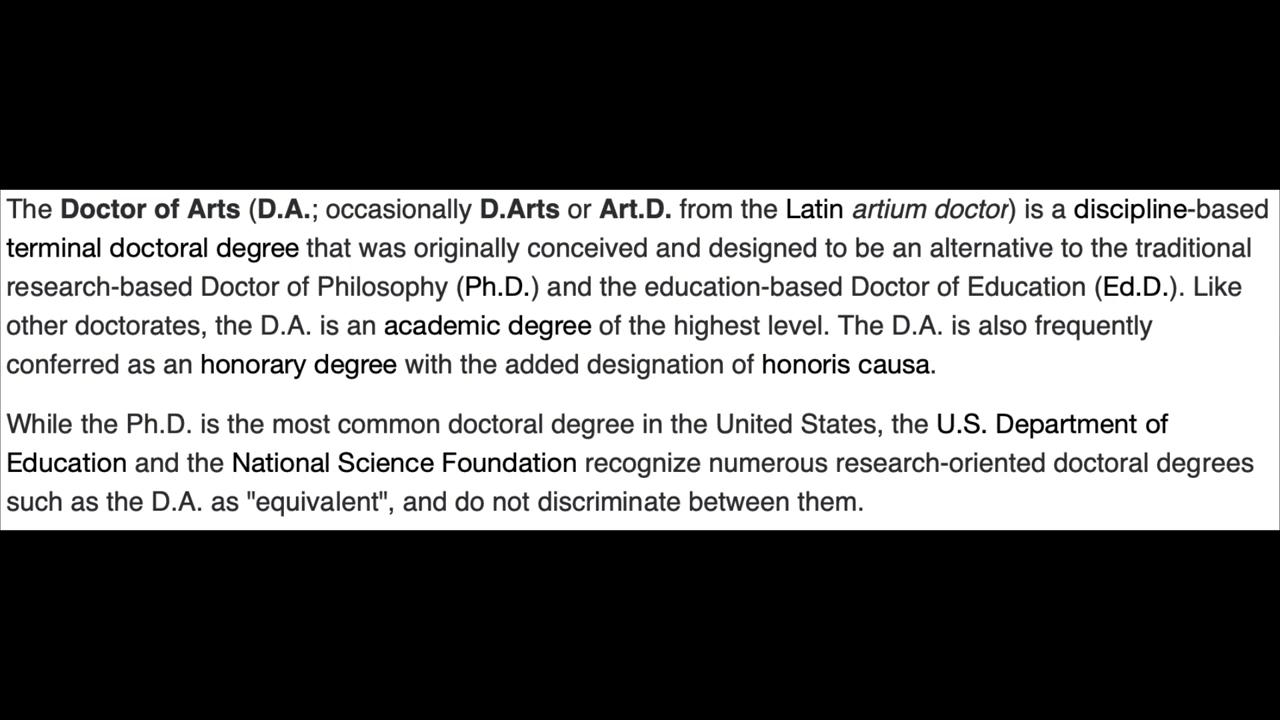 The Doctor of Arts (D.A.; occasionally D.Arts or Art.D. from the Latin artium doctor) is a discipline-based
terminal doctoral degree that was originally conceived and designed to be an alternative to the traditional
research-based Doctor of Philosophy (Ph.D.) and the education-based Doctor of Education (Ed.D.). Like
other doctorates, the D.A. is an academic degree of the highest level. The D.A. is also frequently
conferred as an honorary degree with the added designation of honoris causa.
While the Ph.D. is the most common doctoral degree in the United States, the U.S. Department of
Education and the National Science Foundation recognize numerous research-oriented doctoral degrees
such as the D.A. as "equivalent", and do not discriminate between them.